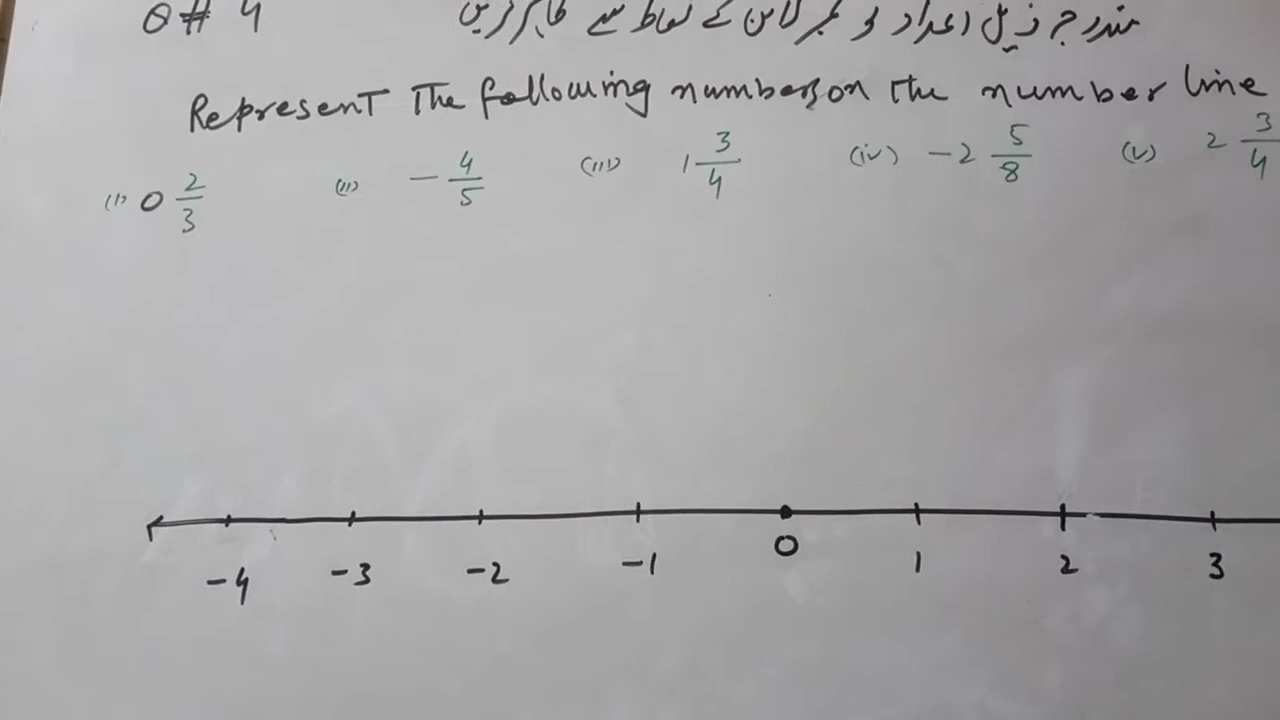 Q# 4 مندرجہ ذیل اعداد کو نمبر لائن کے لحاظ سے ظاہر کریں
Represent The following numbers on the number line
(i) 0 2/3 (ii) - 4/5 (iii) 1 3/4 (iv) -2 5/8 (v) 2 3/4
-4 -3 -2 -1 0 1 2 3